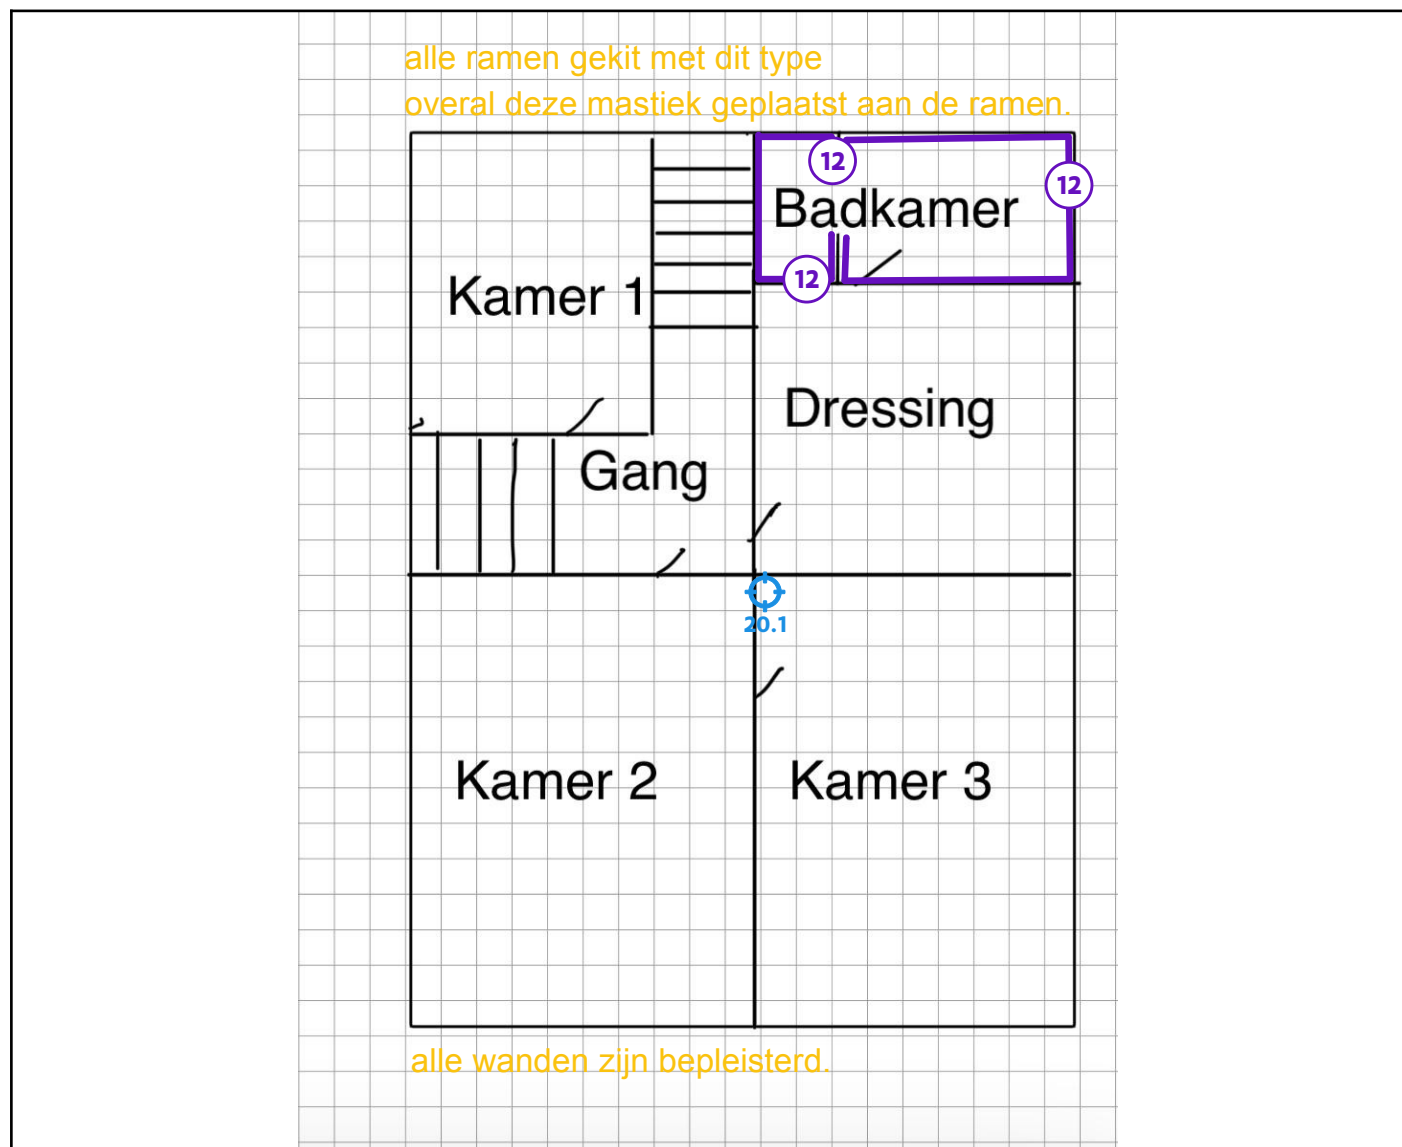 alle ramen gekit met dit type
overal deze mastiek geplaatst aan de ramen.
12
12
Badkamer
12
Kamer 1
Dressing
Gang
20.1
Kamer 2
Kamer 3
alle wanden zijn bepleisterd.